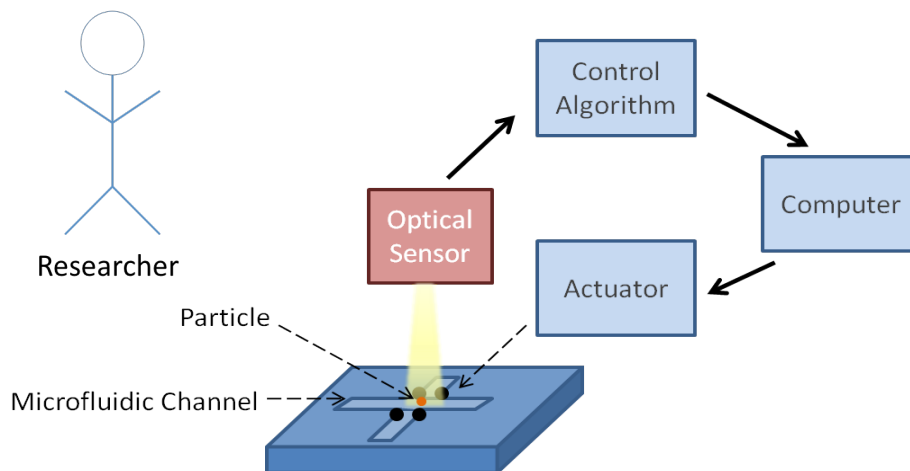 Control
Algorithm
Optical
Sensor
Computer
Researcher
Actuator
Particle
Microfluidic Channel